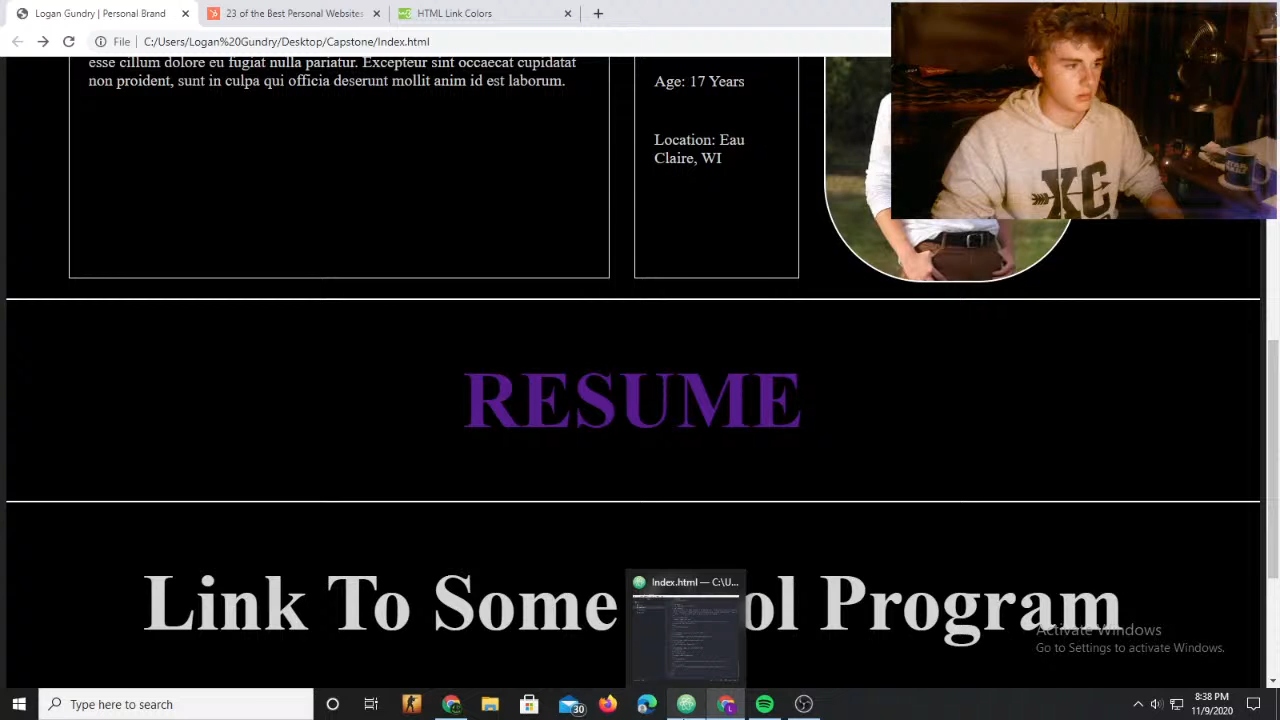 Logan Gundry | Personal Brand
23 of the Best Personal Websites
HTML Link Colors
File | C:/Users/Logan%20Gundry/Desktop/Capstone/Index.html
esse cillum dolore eu fugiat nulla pariatur. Excepteur sint occaecat cupidatat
non proident, sunt in culpa qui officia deserunt mollit anim id est laborum.
Age: 17 Years
Location: Eau
Claire, WI
XC
RESUME
Link To Some ol Program
Index.html — C:\U...
Activate Windows
Go to Settings to activate Windows.
Type here to search
30
8:38 PM
11/9/2020